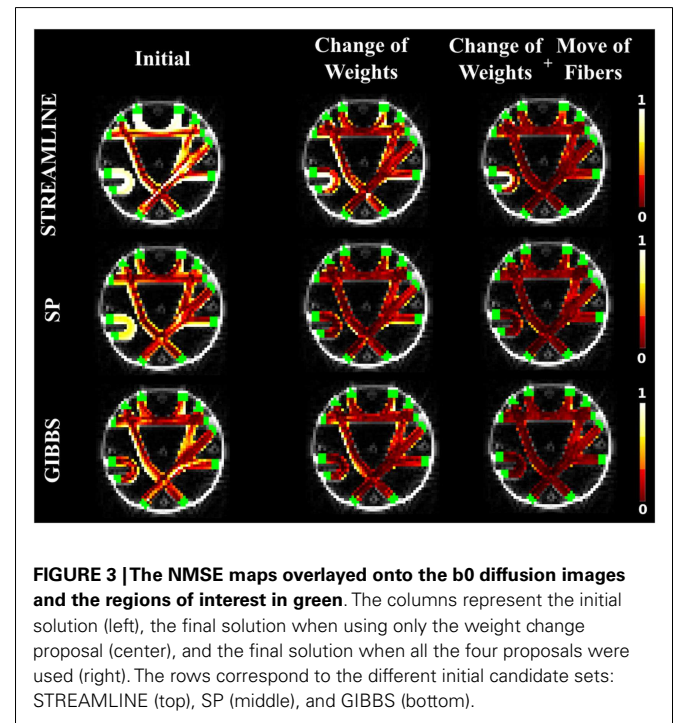 Initial
Change of Weights
Change of Weights + Move of Fibers
STREAMLINE
1
0
SP
1
0
GIBBS
1
0
FIGURE 3 | The NMSE maps overlayed onto the b0 diffusion images
and the regions of interest in green. The columns represent the initial
solution (left), the final solution when using only the weight change
proposal (center), and the final solution when all the four proposals were
used (right). The rows correspond to the different initial candidate sets:
STREAMLINE (top), SP (middle), and GIBBS (bottom).